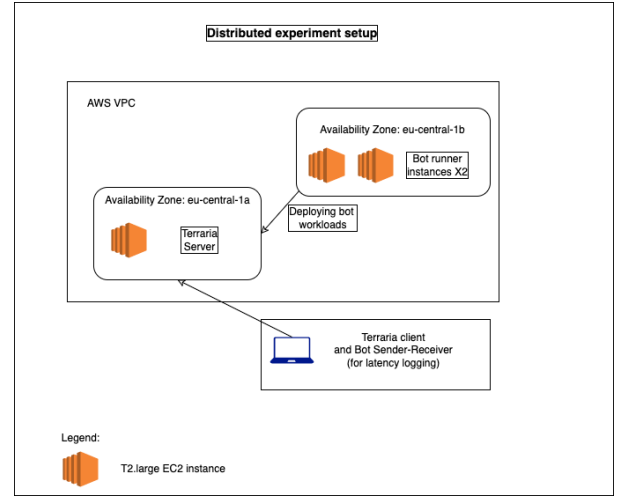 Distributed experiment setup
AWS VPC
Availability Zone: eu-central-1b
Bot runner
instances X2
Availability Zone: eu-central-1a
Terraria
Server
Deploying bot
workloads
Terraria client
and Bot Sender-Receiver
(for latency logging)
Legend:
T2.large EC2 instance